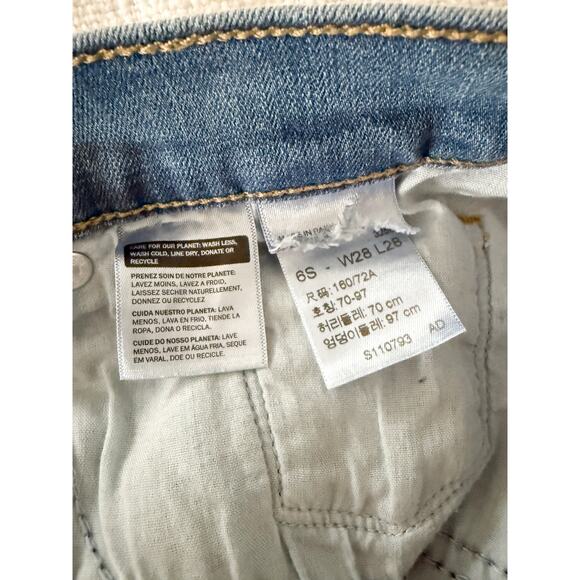 CARE FOR OUR PLANET: WASH LESS,
WASH COLD, LINE DRY, DONATE OR
RECYCLE
PRENEZ SOIN DE NOTRE PLANETE:
LAVEZ MOINS, LAVEZ A FROID,
LAISSEZ SECHER NATURELLEMENT,
DONNEZ OU RECYCLEZ
CUIDA NUESTRO PLANETA: LAVA
MENOS, LAVA EN FRIO, TIENDE LA
ROPA, DONA O RECICLA.
CUIDE DO NOSSO PLANETA: LAVE
MENOS, LAVE EM ÁGUA FRIA, SEQUE
EM VARAL, DOE OU RECICLE.
IN
6S - W28 L28
尺码: 160/72A
호칭: 70-97
허리둘레: 70 cm
엉덩이둘레: 97 cm
S110793 AD